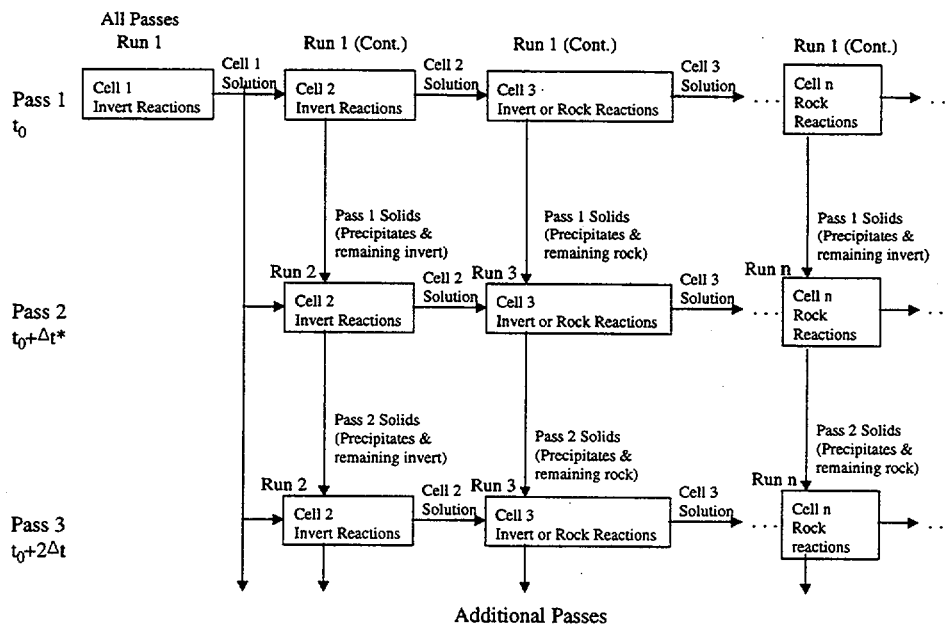 All Passes
Run 1
Run 1 (Cont.)
Run 1 (Cont.)
Run 1 (Cont.)
Pass 1
t₀
Cell 1
Invert Reactions
Cell 1
Solution
Cell 2
Invert Reactions
Cell 2
Solution
Cell 3
Invert or Rock Reactions
Cell 3
Solution
. . .
Cell n
Rock
Reactions
. .
Pass 1 Solids
(Precipitates &
remaining invert)
Pass 1 Solids
(Precipitates &
remaining rock)
Pass 1 Solids
(Precipitates &
remaining invert)
Pass 2
t₀+Δt*
Run 2
Cell 2
Invert Reactions
Cell 2
Solution
Run 3
Cell 3
Invert or Rock Reactions
Cell 3
Solution
. . .
Run n
Cell n
Rock
Reactions
. .
Pass 2 Solids
(Precipitates &
remaining invert)
Pass 2 Solids
(Precipitates &
remaining rock)
Pass 2 Solids
(Precipitates &
remaining rock)
Pass 3
t₀+2Δt
Run 2
Cell 2
Invert Reactions
Cell 2
Solution
Run 3
Cell 3
Invert or Rock Reactions
Cell 3
Solution
. . .
Run n
Cell n
Rock
reactions
. .
Additional Passes